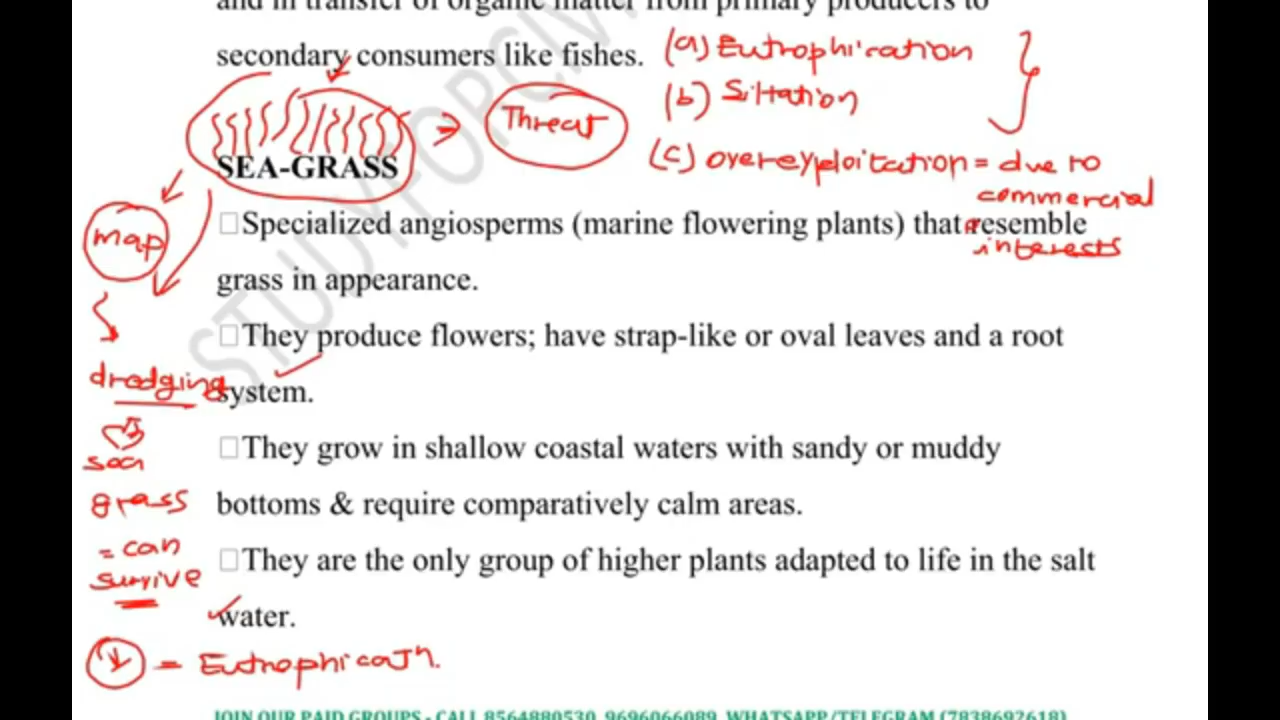 and in transfer of organic matter from primary producers to
secondary consumers like fishes.
(a) Eutrophication
(b) Siltation
Threat
(c) overexploitation = due to
commercial
interests
SEA-GRASS
map
Specialized angiosperms (marine flowering plants) that resemble
grass in appearance.
They produce flowers; have strap-like or oval leaves and a root
system.
dredging
They grow in shallow coastal waters with sandy or muddy
sea
grass
bottoms & require comparatively calm areas.
= can
survive
They are the only group of higher plants adapted to life in the salt
water.
= Eutrophicatn.
JOIN OUR PAID GROUPS - CALL 8564880530, 9696066089, WHATSAPP/TELEGRAM (7838692618)
STUDYFORCIV